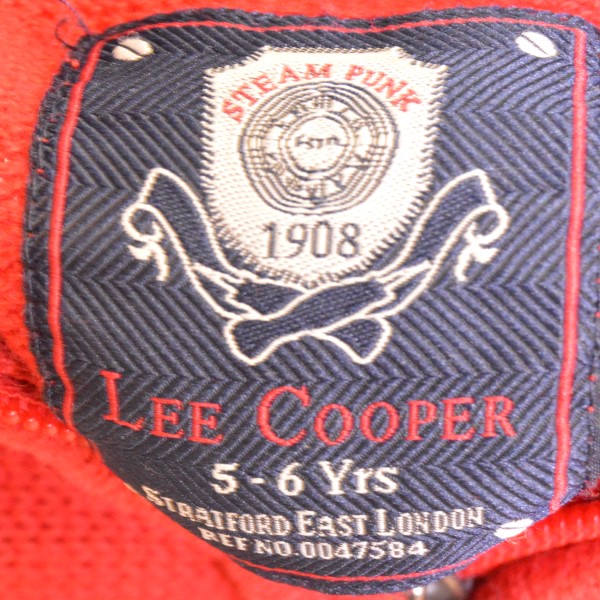 STEAM PUNK
1908
LEE COOPER
5 - 6 Yrs
STRATFORD EAST LONDON
REF NO.0047584